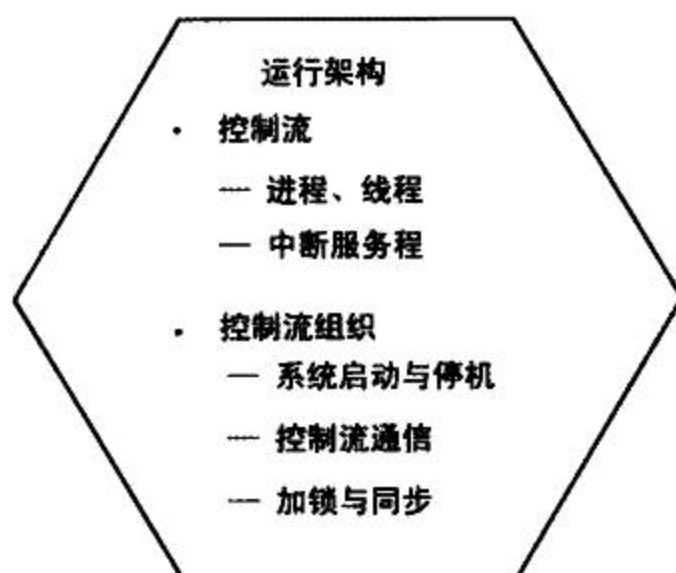 运行架构
· 控制流
— 进程、线程
— 中断服务程
· 控制流组织
— 系统启动与停机
— 控制流通信
— 加锁与同步